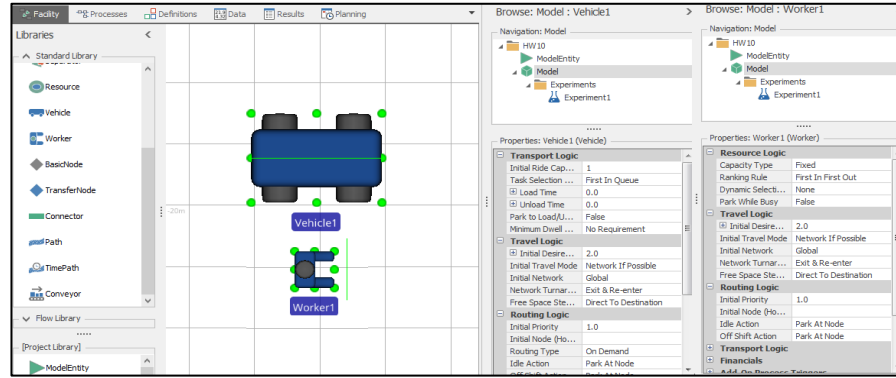 Facility Processes Definitions Data Results Planning
Libraries
Standard Library
Resource
Vehicle
Worker
BasicNode
TransferNode
Connector
Path
TimePath
Conveyor
Flow Library
[Project Library]
ModelEntity
-20m
Vehicle1
Worker1
Browse: Model : Vehicle1
Navigation: Model
HW10
ModelEntity
Model
Experiments
Experiment1
Properties: Vehicle1 (Vehicle)
Transport Logic
Initial Ride Cap... 1
Task Selection ... First In Queue
Load Time 0.0
Unload Time 0.0
Park to Load/U... False
Minimum Dwell ... No Requirement
Travel Logic
Initial Desire... 2.0
Initial Travel Mode Network If Possible
Initial Network Global
Network Turnar... Exit & Re-enter
Free Space Ste... Direct To Destination
Routing Logic
Initial Priority 1.0
Initial Node (Ho...
Routing Type On Demand
Idle Action Park At Node
Browse: Model : Worker1
Navigation: Model
HW10
ModelEntity
Model
Experiments
Experiment1
Properties: Worker1 (Worker)
Resource Logic
Capacity Type Fixed
Ranking Rule First In First Out
Dynamic Selecti... None
Park While Busy False
Travel Logic
Initial Desire... 2.0
Initial Travel Mode Network If Possible
Initial Network Global
Network Turnar... Exit & Re-enter
Free Space Ste... Direct To Destination
Routing Logic
Initial Priority 1.0
Initial Node (Ho...
Idle Action Park At Node
Off Shift Action Park At Node
Transport Logic
Financials
Add-On Process Triggers